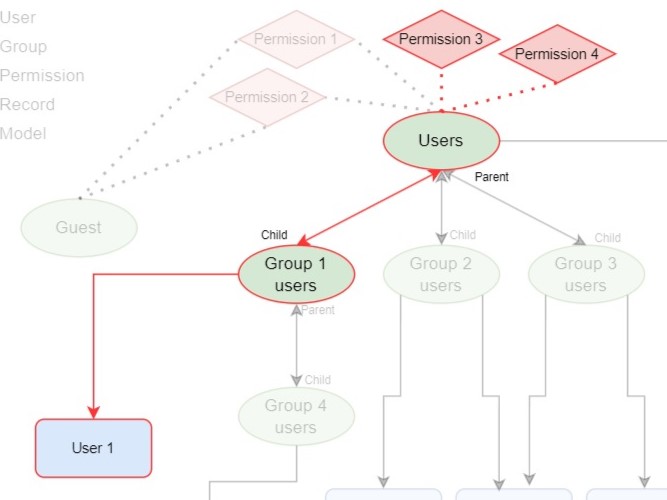 User
Group
Permission
Record
Model
Permission 1
Permission 3
Permission 4
Permission 2
Users
Parent
Guest
Child
Child
Child
Group 1
users
Group 2
users
Group 3
users
Parent
Child
Group 4
users
User 1